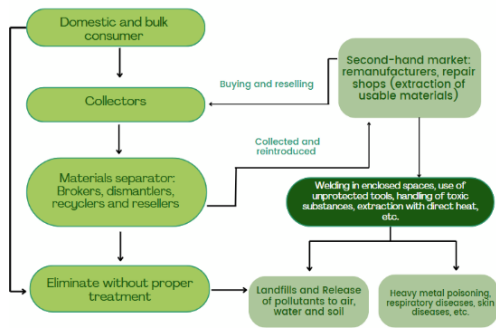 Domestic and bulk
consumer
Second-hand market:
remanufacturers, repair
shops (extraction of
usable materials)
Buying and reselling
Collectors
Collected and
reintroduced
Materials separator:
Brokers, dismantlers,
recyclers and resellers
Welding in enclosed spaces, use of
unprotected tools, handling of toxic
substances, extraction with direct heat,
etc.
Eliminate without proper
treatment
Landfills and Release
of pollutants to air,
water and soil
Heavy metal poisoning,
respiratory diseases, skin
diseases, etc.